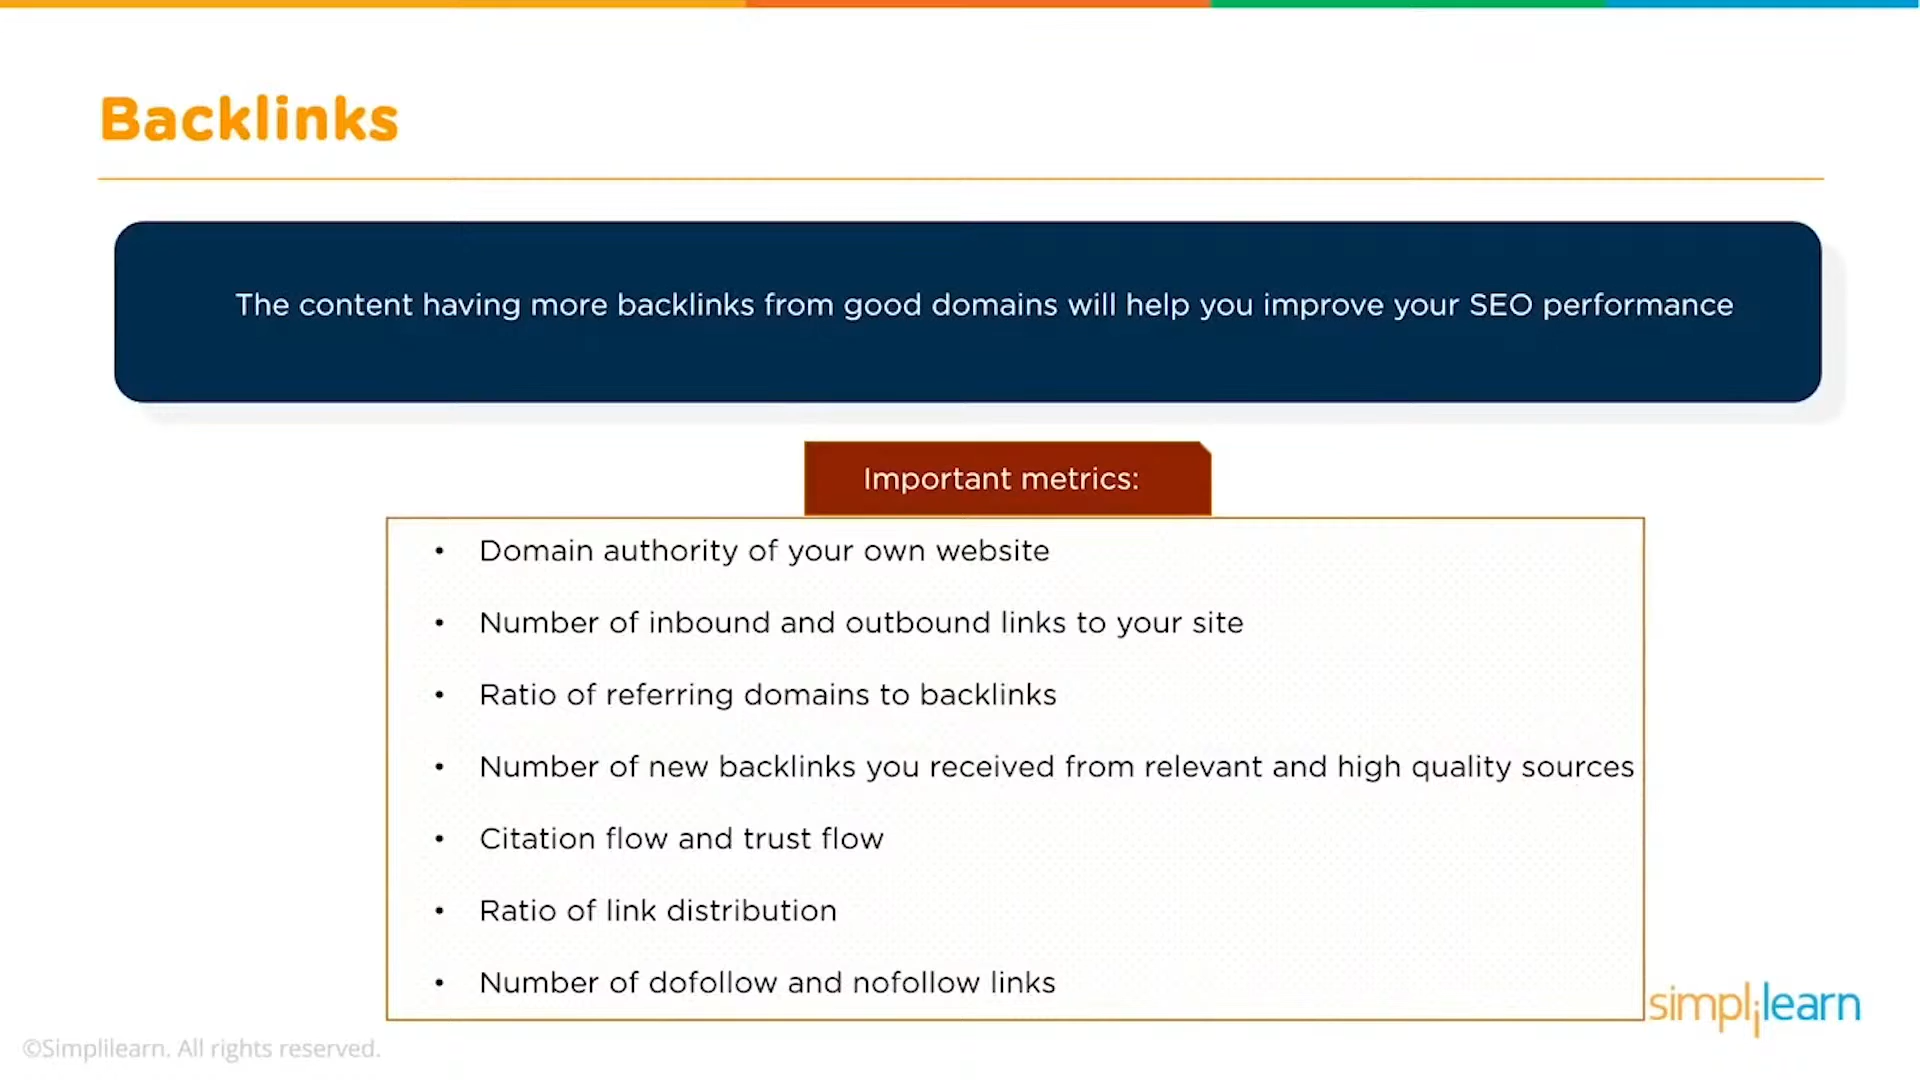 Backlinks
The content having more backlinks from good domains will help you improve your SEO performance
Important metrics:
• Domain authority of your own website
• Number of inbound and outbound links to your site
• Ratio of referring domains to backlinks
• Number of new backlinks you received from relevant and high quality sources
• Citation flow and trust flow
• Ratio of link distribution
• Number of dofollow and nofollow links
simplilearn
©Simplilearn. All rights reserved.